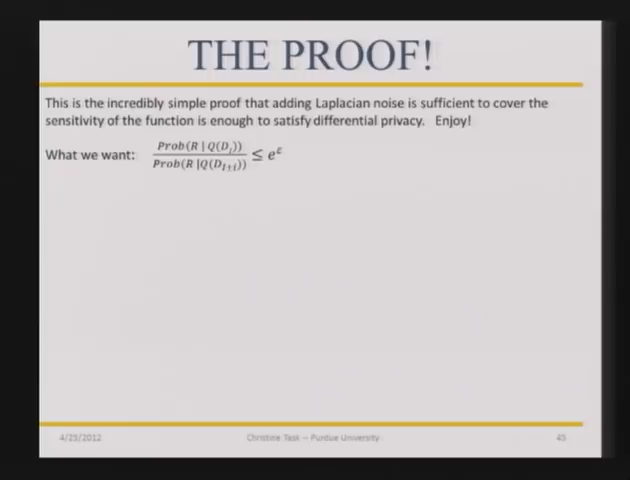 THE PROOF!
This is the incredibly simple proof that adding Laplacian noise is sufficient to cover the
sensitivity of the function is enough to satisfy differential privacy. Enjoy!
What we want: Prob(R | Q(D_I)) / Prob(R |Q(D_{I±i})) ≤ e^ε
4/25/2012 Christine Task -- Purdue University 45